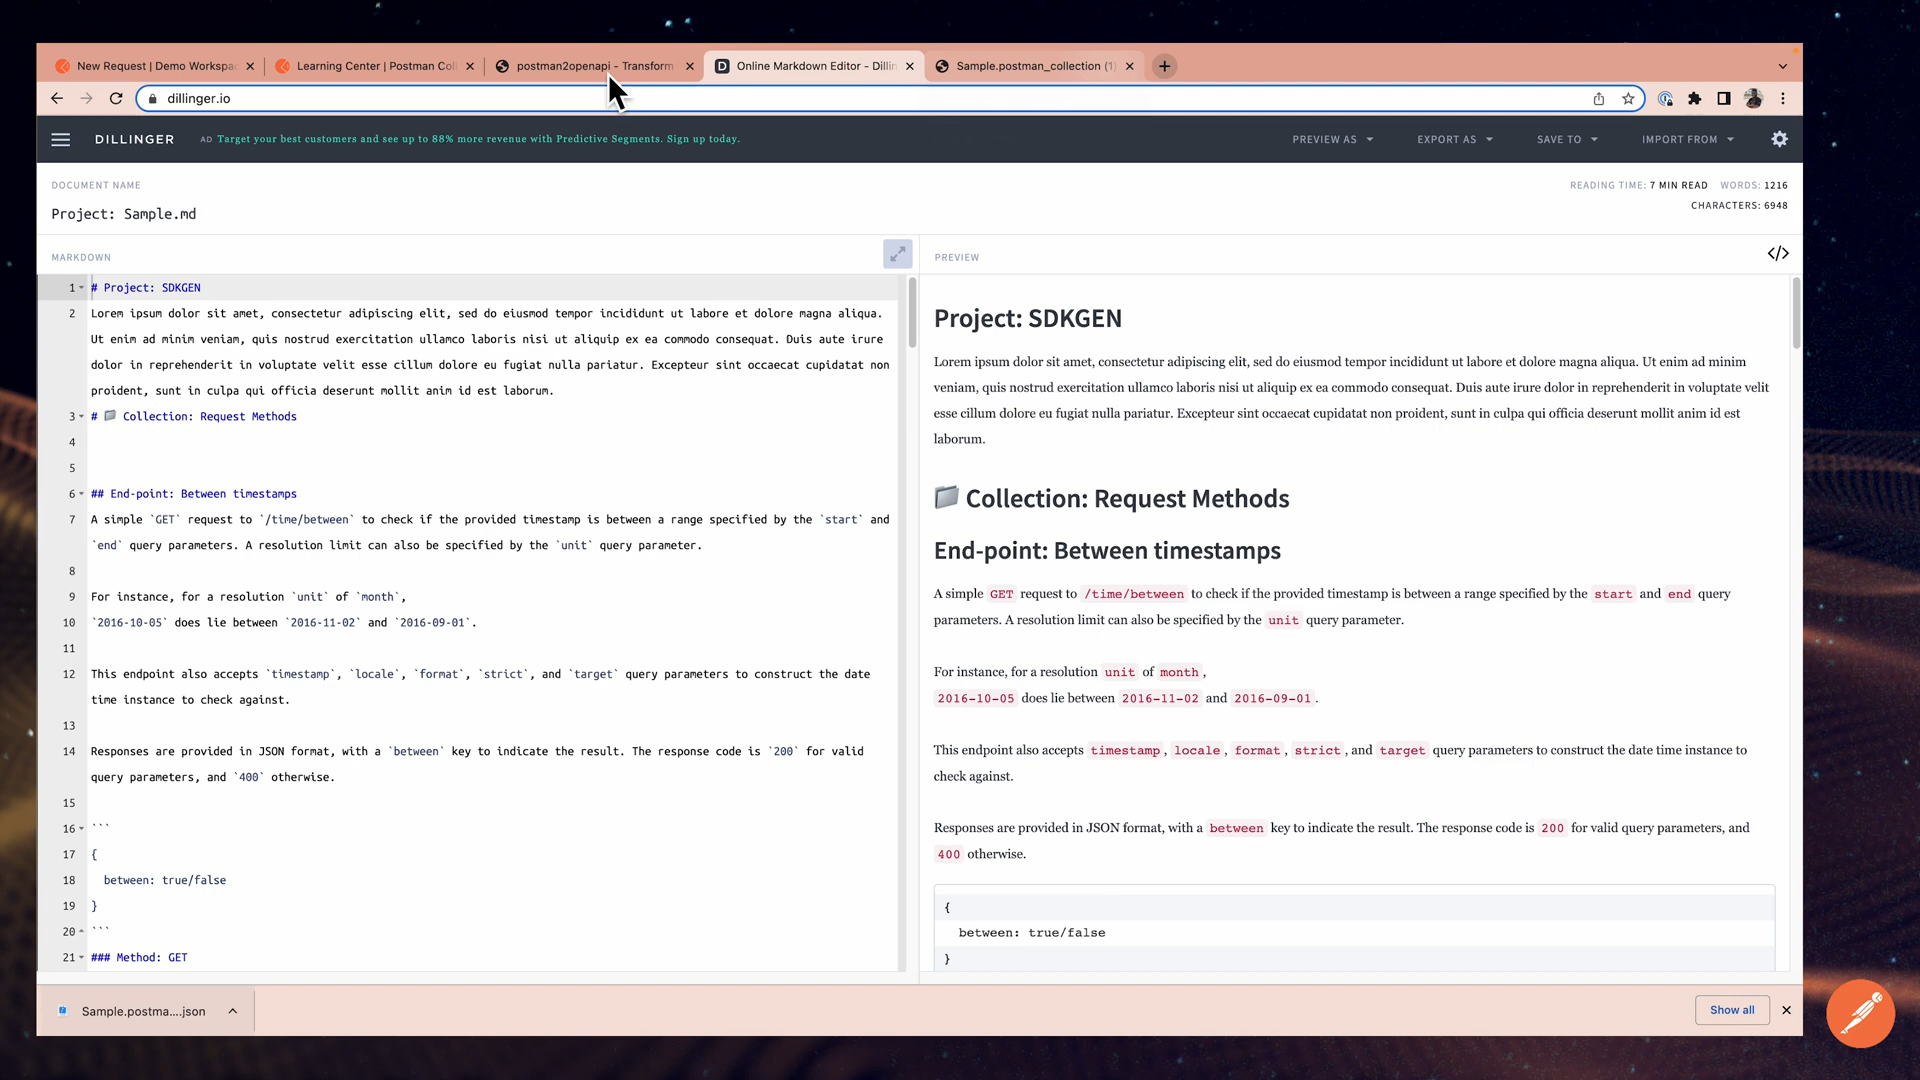 New Request | Demo Workspa
Learning Center | Postman Col
postman2openapi - Transform
Online Markdown Editor - Dillin
Sample.postman_collection (1)
dillinger.io
DILLINGER
AD Target your best customers and see up to 88% more revenue with Predictive Segments. Sign up today.
PREVIEW AS
EXPORT AS
SAVE TO
IMPORT FROM
DOCUMENT NAME
READING TIME: 7 MIN READ WORDS: 1216
CHARACTERS: 6948
Project: Sample.md
MARKDOWN
1 # Project: SDKGEN
2 Lorem ipsum dolor sit amet, consectetur adipiscing elit, sed do eiusmod tempor incididunt ut labore et dolore magna aliqua.
Ut enim ad minim veniam, quis nostrud exercitation ullamco laboris nisi ut aliquip ex ea commodo consequat. Duis aute irure
dolor in reprehenderit in voluptate velit esse cillum dolore eu fugiat nulla pariatur. Excepteur sint occaecat cupidatat non
proident, sunt in culpa qui officia deserunt mollit anim id est laborum.
3 # 📁 Collection: Request Methods
4
5
6 ## End-point: Between timestamps
7 A simple `GET` request to `/time/between` to check if the provided timestamp is between a range specified by the `start` and
`end` query parameters. A resolution limit can also be specified by the `unit` query parameter.
8
9 For instance, for a resolution `unit` of `month`,
10 `2016-10-05` does lie between `2016-11-02` and `2016-09-01`.
11
12 This endpoint also accepts `timestamp`, `locale`, `format`, `strict`, and `target` query parameters to construct the date
time instance to check against.
13
14 Responses are provided in JSON format, with a `between` key to indicate the result. The response code is `200` for valid
query parameters, and `400` otherwise.
15
16 ```
17 {
18 between: true/false
19 }
20 ```
21 ### Method: GET
PREVIEW
</>
Project: SDKGEN
Lorem ipsum dolor sit amet, consectetur adipiscing elit, sed do eiusmod tempor incididunt ut labore et dolore magna aliqua. Ut enim ad minim
veniam, quis nostrud exercitation ullamco laboris nisi ut aliquip ex ea commodo consequat. Duis aute irure dolor in reprehenderit in voluptate velit
esse cillum dolore eu fugiat nulla pariatur. Excepteur sint occaecat cupidatat non proident, sunt in culpa qui officia deserunt mollit anim id est
laborum.
📁 Collection: Request Methods
End-point: Between timestamps
A simple GET request to /time/between to check if the provided timestamp is between a range specified by the start and end query
parameters. A resolution limit can also be specified by the unit query parameter.
For instance, for a resolution unit of month,
2016-10-05 does lie between 2016-11-02 and 2016-09-01.
This endpoint also accepts timestamp, locale, format, strict, and target query parameters to construct the date time instance to
check against.
Responses are provided in JSON format, with a between key to indicate the result. The response code is 200 for valid query parameters, and
400 otherwise.
{
between: true/false
}
Sample.postma....json
Show all